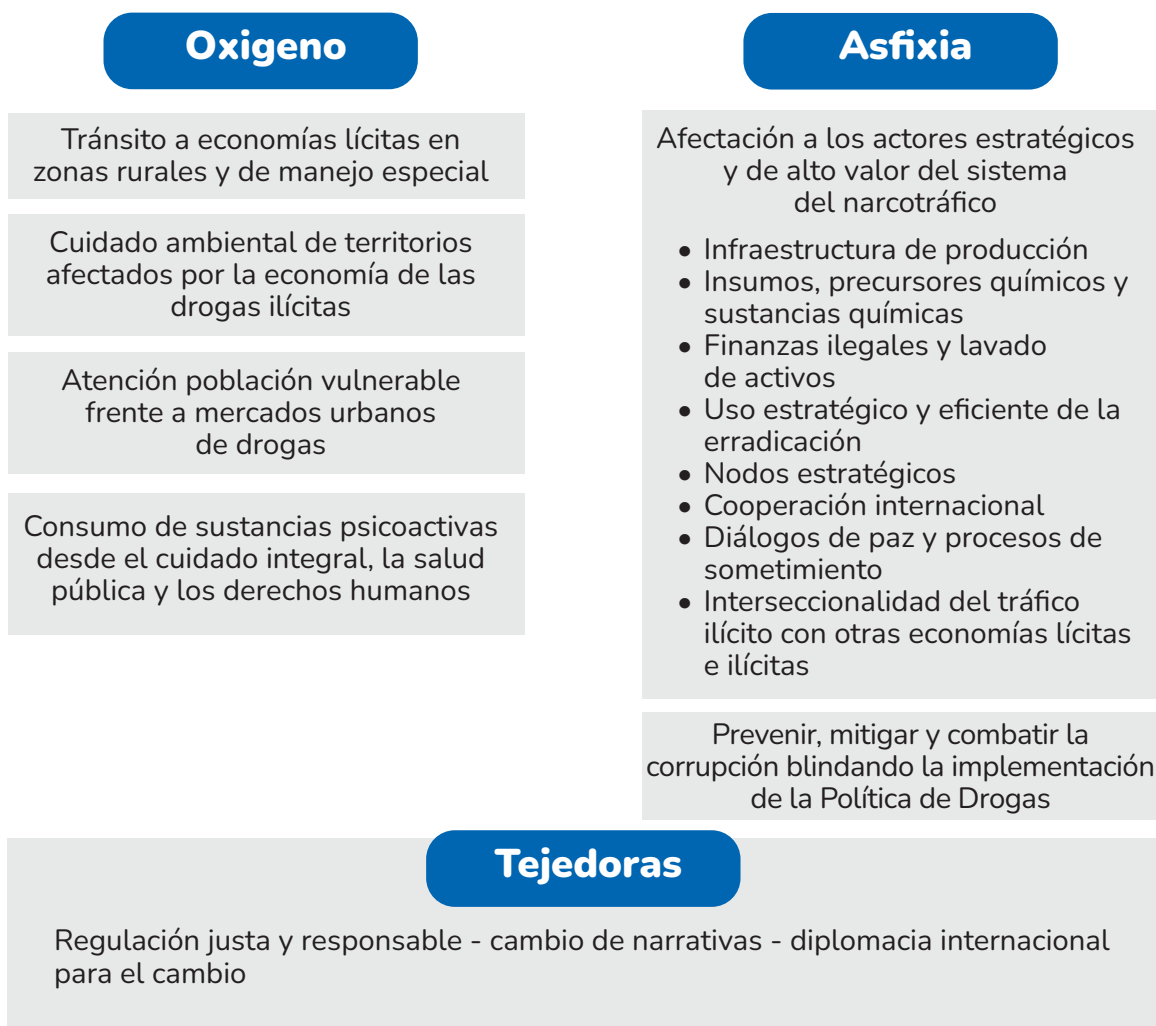 Oxigeno
Tránsito a economías lícitas en
zonas rurales y de manejo especial
Cuidado ambiental de territorios
afectados por la economía de las
drogas ilícitas
Atención población vulnerable
frente a mercados urbanos
de drogas
Consumo de sustancias psicoactivas
desde el cuidado integral, la salud
pública y los derechos humanos
Asfixia
Afectación a los actores estratégicos
y de alto valor del sistema
del narcotráfico
• Infraestructura de producción
• Insumos, precursores químicos y
sustancias químicas
• Finanzas ilegales y lavado
de activos
• Uso estratégico y eficiente de la
erradicación
• Nodos estratégicos
• Cooperación internacional
• Diálogos de paz y procesos de
sometimiento
• Interseccionalidad del tráfico
ilícito con otras economías lícitas
e ilícitas
Prevenir, mitigar y combatir la
corrupción blindando la implementación
de la Política de Drogas
Tejedoras
Regulación justa y responsable - cambio de narrativas - diplomacia internacional
para el cambio